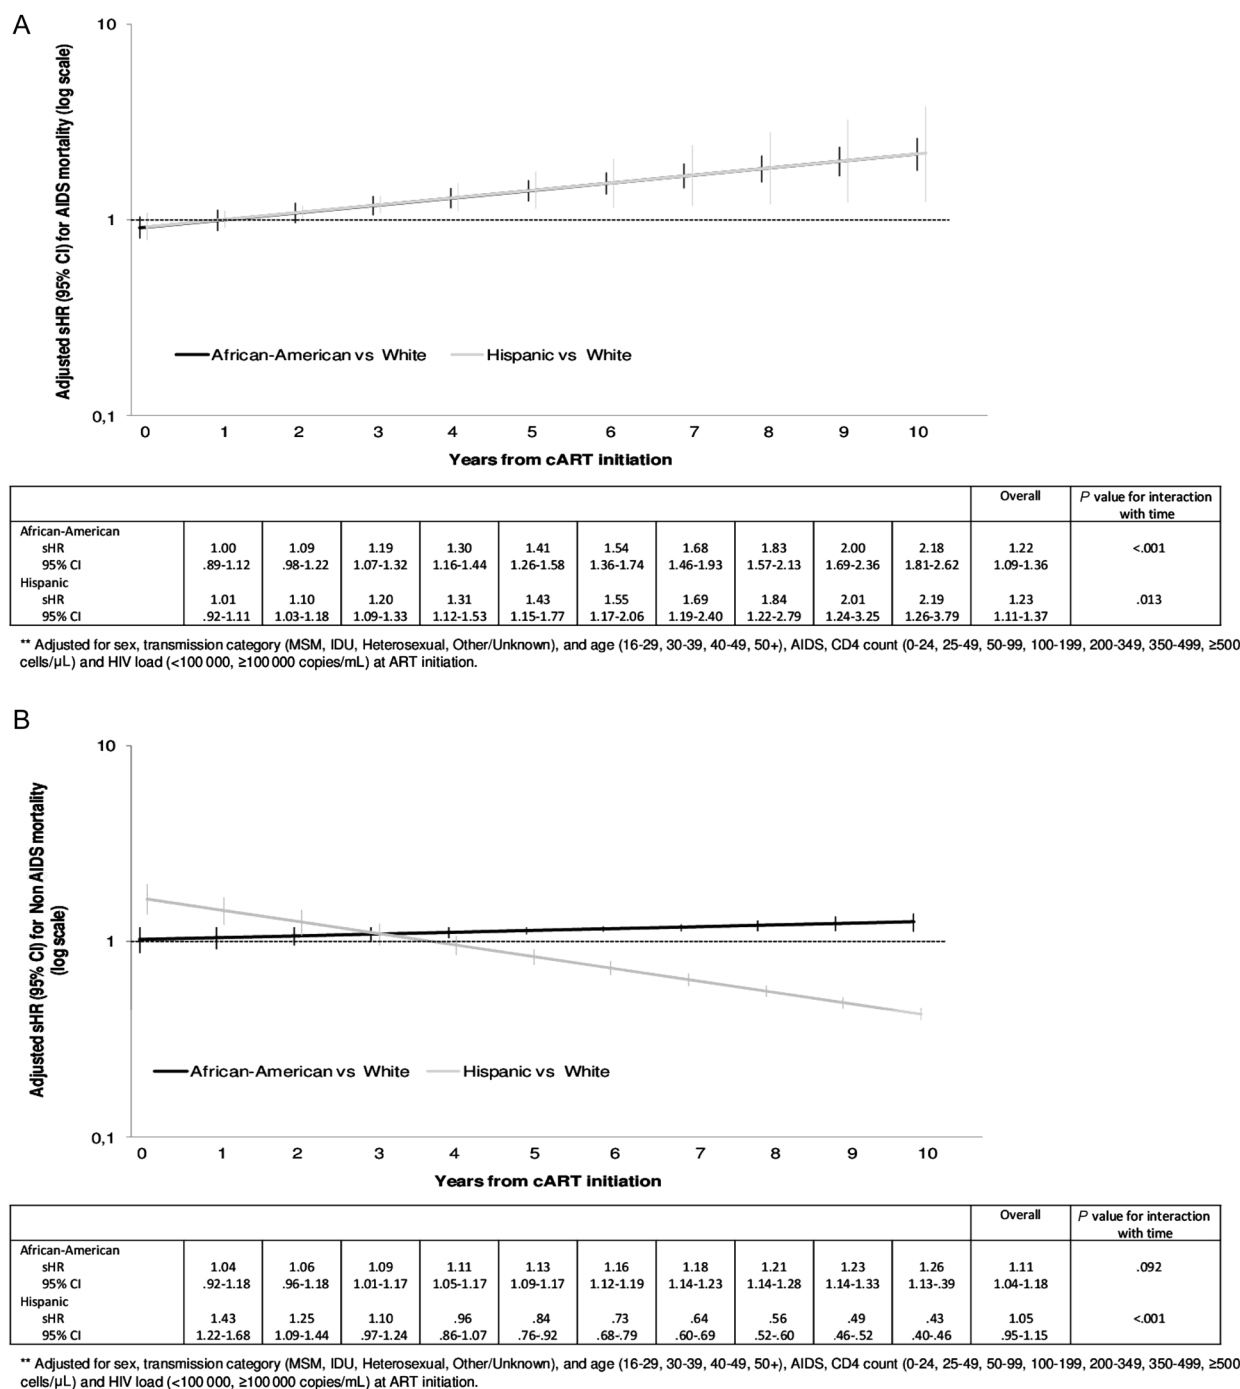 A
10
1
0,1
Adjusted sHR (95% CI) for AIDS mortality (log scale)
African-American vs White
Hispanic vs White
0 1 2 3 4 5 6 7 8 9 10
Years from cART initiation
Overall P value for interaction
with time
African-American
sHR 1.00 1.09 1.19 1.30 1.41 1.54 1.68 1.83 2.00 2.18 1.22 <.001
95% CI .89-1.12 .98-1.22 1.07-1.32 1.16-1.44 1.26-1.58 1.36-1.74 1.46-1.93 1.57-2.13 1.69-2.36 1.81-2.62 1.09-1.36
Hispanic
sHR 1.01 1.10 1.20 1.31 1.43 1.55 1.69 1.84 2.01 2.19 1.23 .013
95% CI .92-1.11 1.03-1.18 1.09-1.33 1.12-1.53 1.15-1.77 1.17-2.06 1.19-2.40 1.22-2.79 1.24-3.25 1.26-3.79 1.11-1.37
** Adjusted for sex, transmission category (MSM, IDU, Heterosexual, Other/Unknown), and age (16-29, 30-39, 40-49, 50+), AIDS, CD4 count (0-24, 25-49, 50-99, 100-199, 200-349, 350-499, ≥500
cells/µL) and HIV load (<100 000, ≥100 000 copies/mL) at ART initiation.
B
10
1
0,1
Adjusted sHR (95% CI) for Non AIDS mortality
(log scale)
African-American vs White
Hispanic vs White
0 1 2 3 4 5 6 7 8 9 10
Years from cART initiation
Overall P value for interaction
with time
African-American
sHR 1.04 1.06 1.09 1.11 1.13 1.16 1.18 1.21 1.23 1.26 1.11 .092
95% CI .92-1.18 .96-1.18 1.01-1.17 1.05-1.17 1.09-1.17 1.12-1.19 1.14-1.23 1.14-1.28 1.14-1.33 1.13-.39 1.04-1.18
Hispanic
sHR 1.43 1.25 1.10 .96 .84 .73 .64 .56 .49 .43 1.05 <.001
95% CI 1.22-1.68 1.09-1.44 .97-1.24 .86-1.07 .76-.92 .68-.79 .60-.69 .52-.60 .46-.52 .40-.46 .95-1.15
** Adjusted for sex, transmission category (MSM, IDU, Heterosexual, Other/Unknown), and age (16-29, 30-39, 40-49, 50+), AIDS, CD4 count (0-24, 25-49, 50-99, 100-199, 200-349, 350-499, ≥500
cells/µL) and HIV load (<100 000, ≥100 000 copies/mL) at ART initiation.